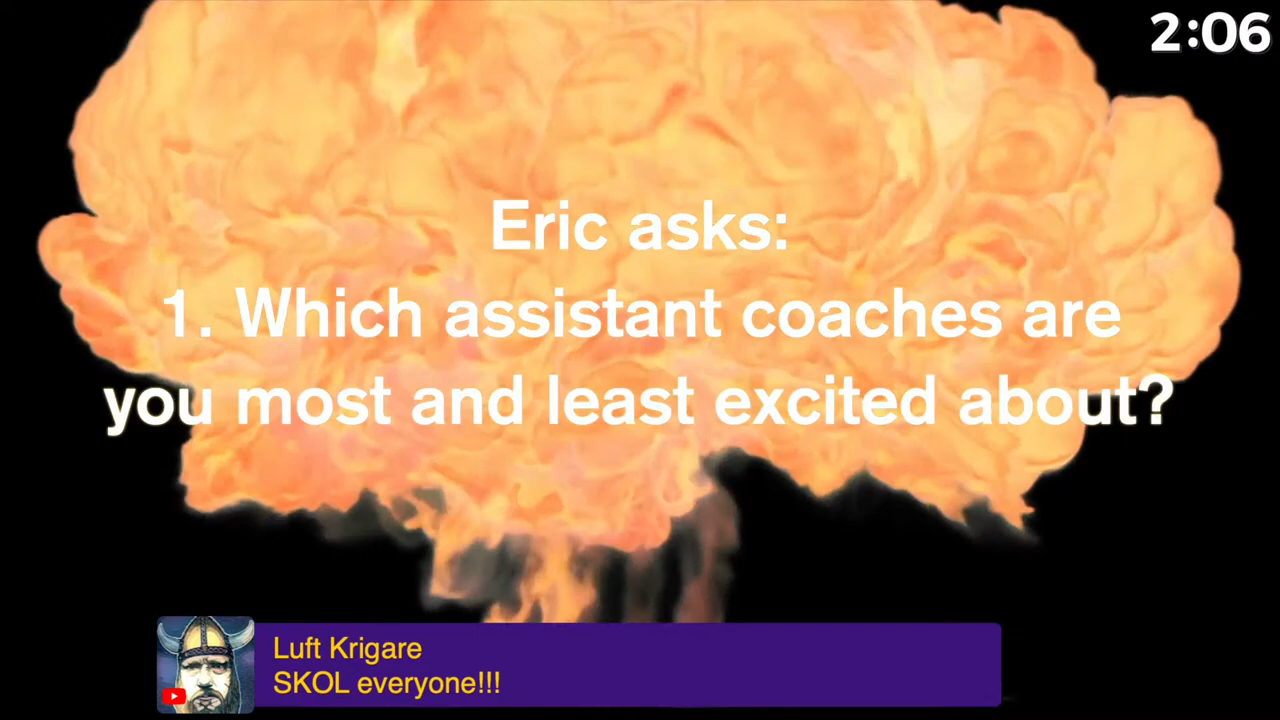 2:06
Eric asks:
1. Which assistant coaches are
you most and least excited about?
Luft Krigare
SKOL everyone!!!